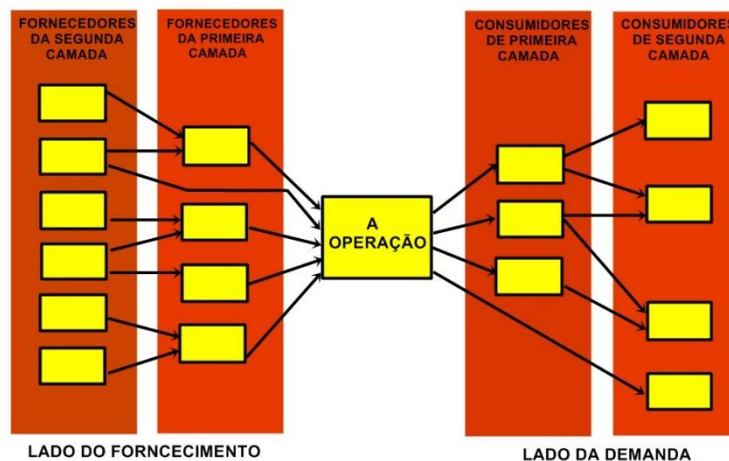 FORNECEDORES
DA SEGUNDA
CAMADA
FORNECEDORES
DA PRIMEIRA
CAMADA
CONSUMIDORES
DE PRIMEIRA
CAMADA
CONSUMIDORES
DE SEGUNDA
CAMADA
A
OPERAÇÃO
LADO DO FORNCECIMENTO
LADO DA DEMANDA